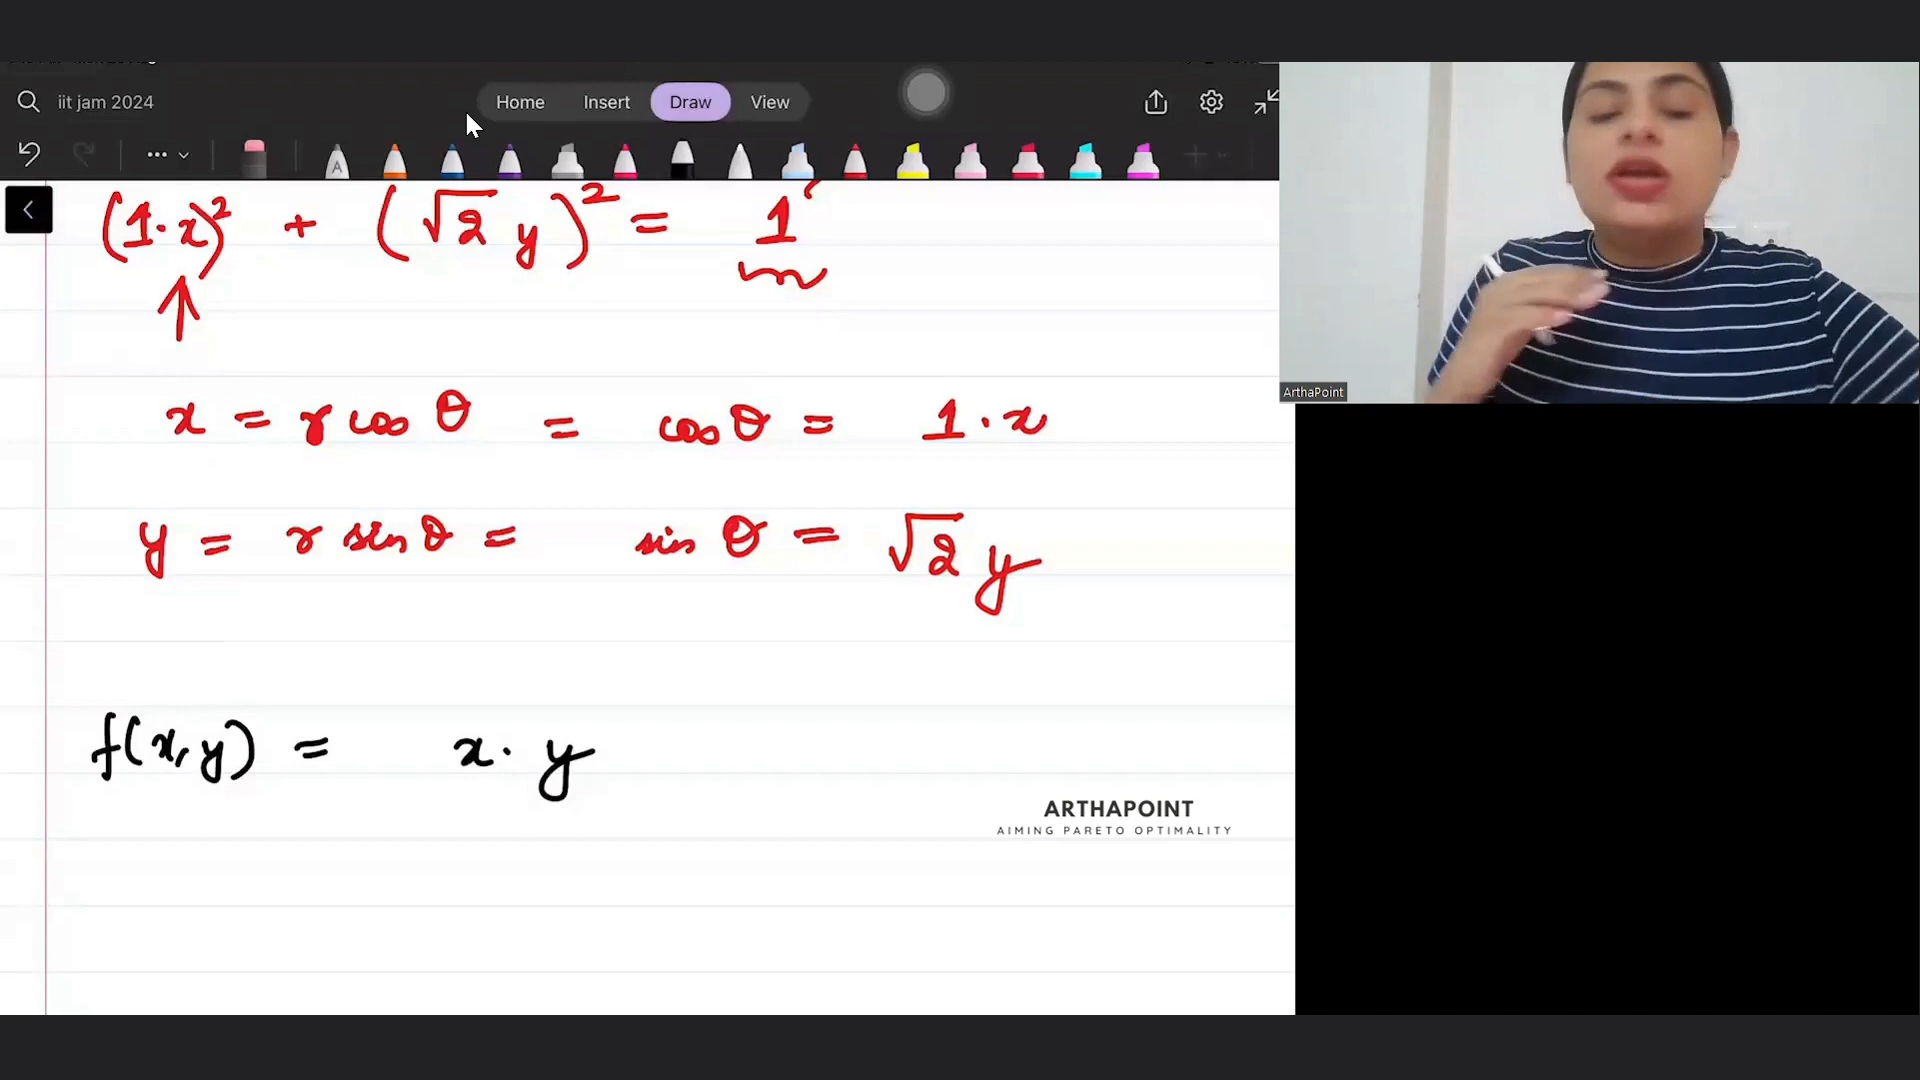 iit jam 2024
Home Insert Draw View
(1·x)² + (√2 y)² = 1
↑
x = r cos θ = cos θ = 1·x
y = r sin θ = sin θ = √2 y
f(x,y) = x·y
ARTHAPOINT
AIMING PARETO OPTIMALITY
ArthaPoint